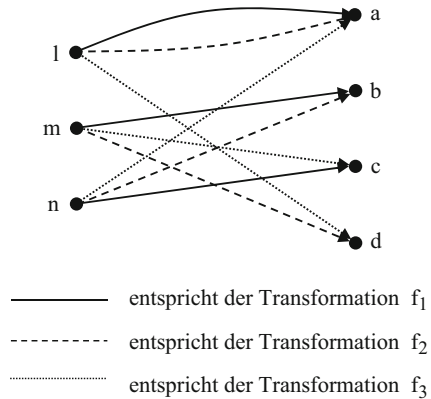 a
l
b
m
c
n
d
entspricht der Transformation f₁
entspricht der Transformation f₂
entspricht der Transformation f₃